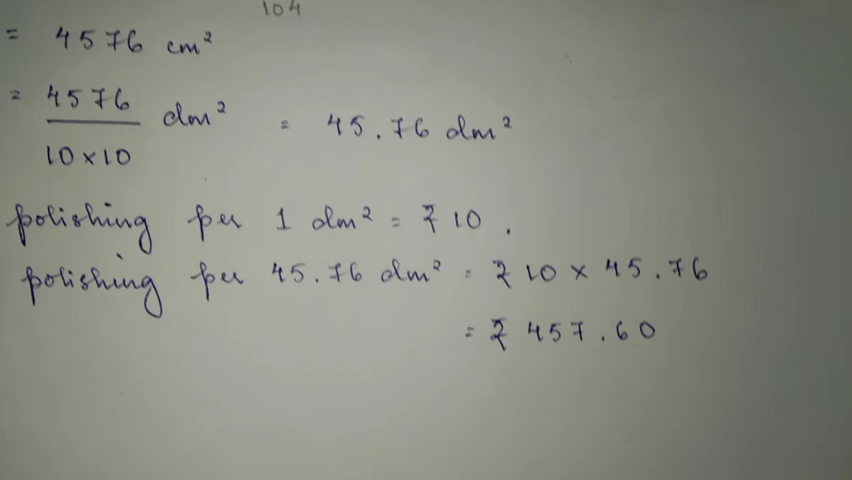 104
= 4576 cm²
= 4576 / 10×10 dm² = 45.76 dm²
polishing per 1 dm² = ₹10.
polishing per 45.76 dm² = ₹10 × 45.76
= ₹ 457.60